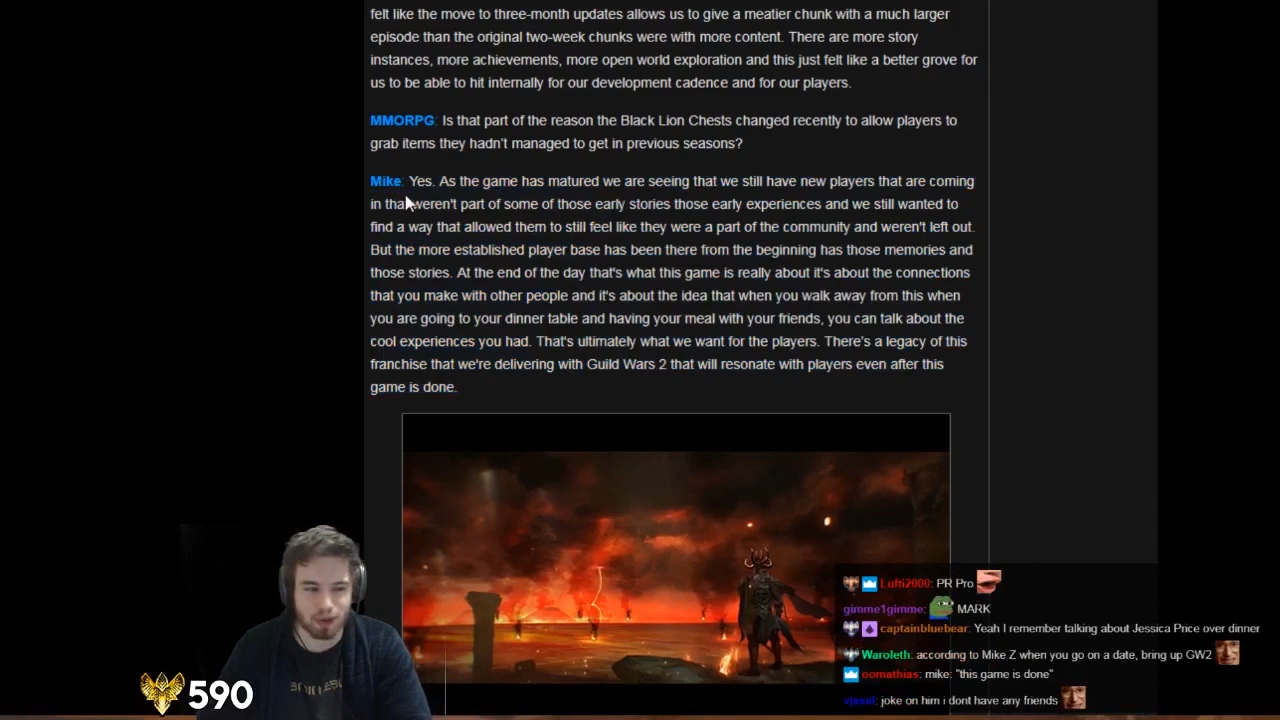 felt like the move to three-month updates allows us to give a meatier chunk with a much larger
episode than the original two-week chunks were with more content. There are more story
instances, more achievements, more open world exploration and this just felt like a better grove for
us to be able to hit internally for our development cadence and for our players.
MMORPG: Is that part of the reason the Black Lion Chests changed recently to allow players to
grab items they hadn't managed to get in previous seasons?
Mike: Yes. As the game has matured we are seeing that we still have new players that are coming
in that weren't part of some of those early stories those early experiences and we still wanted to
find a way that allowed them to still feel like they were a part of the community and weren't left out.
But the more established player base has been there from the beginning has those memories and
those stories. At the end of the day that's what this game is really about it's about the connections
that you make with other people and it's about the idea that when you walk away from this when
you are going to your dinner table and having your meal with your friends, you can talk about the
cool experiences you had. That's ultimately what we want for the players. There's a legacy of this
franchise that we're delivering with Guild Wars 2 that will resonate with players even after this
game is done.
Lufti2000: PR Pro
gimme1gimme: MARK
captainbluebear: Yeah I remember talking about Jessica Price over dinner
Waroleth: according to Mike Z when you go on a date, bring up GW2
oomathias: mike: "this game is done"
joke on him i dont have any friends
590